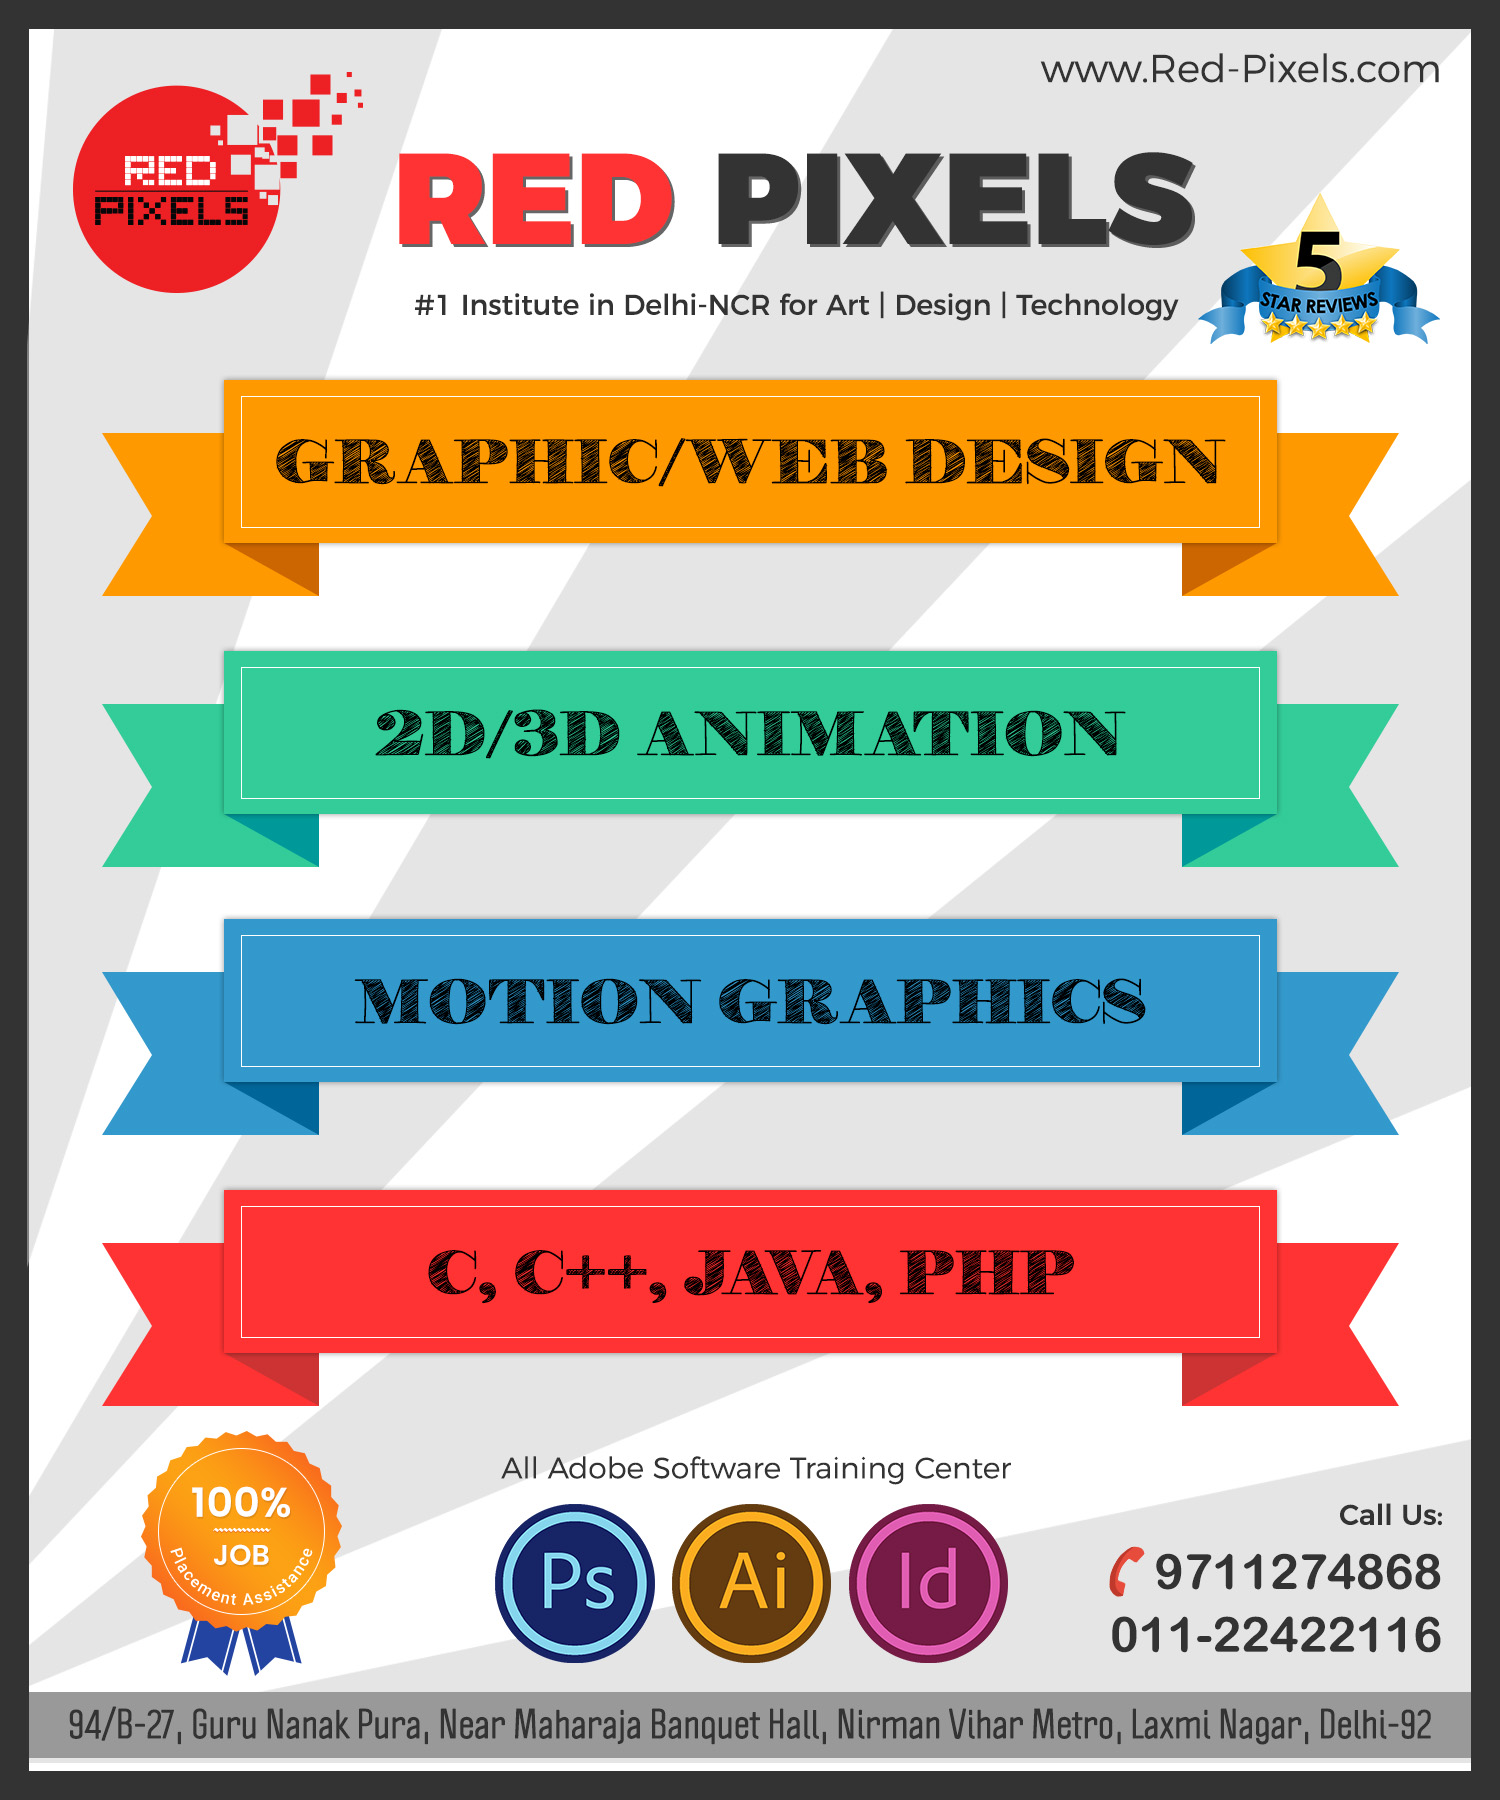 www.Red-Pixels.com
RED
PIXELS
RED PIXELS
#1 Institute in Delhi-NCR for Art | Design | Technology
5
STAR REVIEWS
GRAPHIC/WEB DESIGN
2D/3D ANIMATION
MOTION GRAPHICS
C, C++, JAVA, PHP
100%
JOB
Placement Assistance
All Adobe Software Training Center
Ps Ai Id
Call Us:
9711274868
011-22422116
94/B-27, Guru Nanak Pura, Near Maharaja Banquet Hall, Nirman Vihar Metro, Laxmi Nagar, Delhi-92